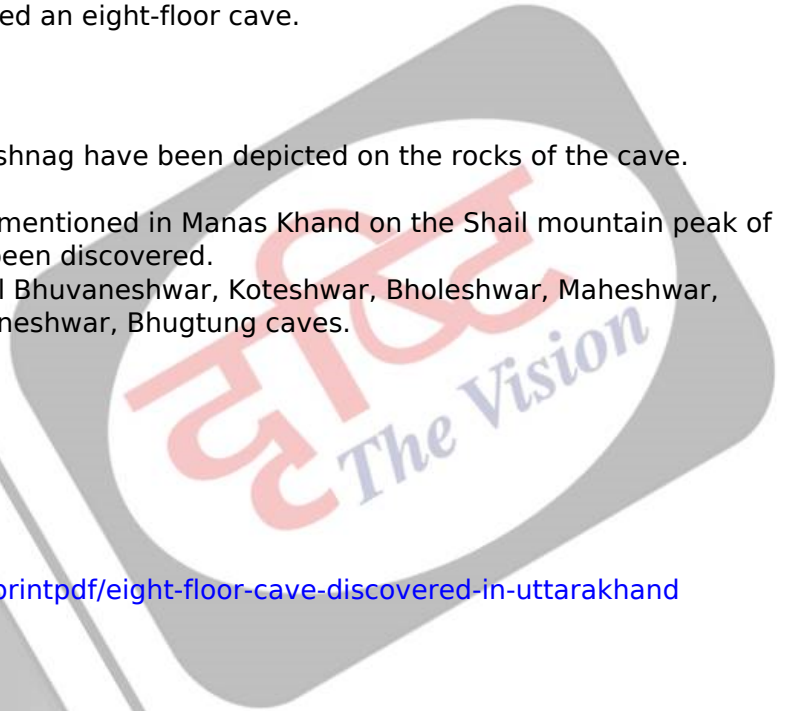 ed an eight-floor cave.
shnag have been depicted on the rocks of the cave.
mentioned in Manas Khand on the Shail mountain peak of
een discovered.
l Bhuvaneshwar, Koteshwar, Bholeshwar, Maheshwar,
neshwar, Bhugtung caves.
दृष्टि
The Vision
printpdf/eight-floor-cave-discovered-in-uttarakhand